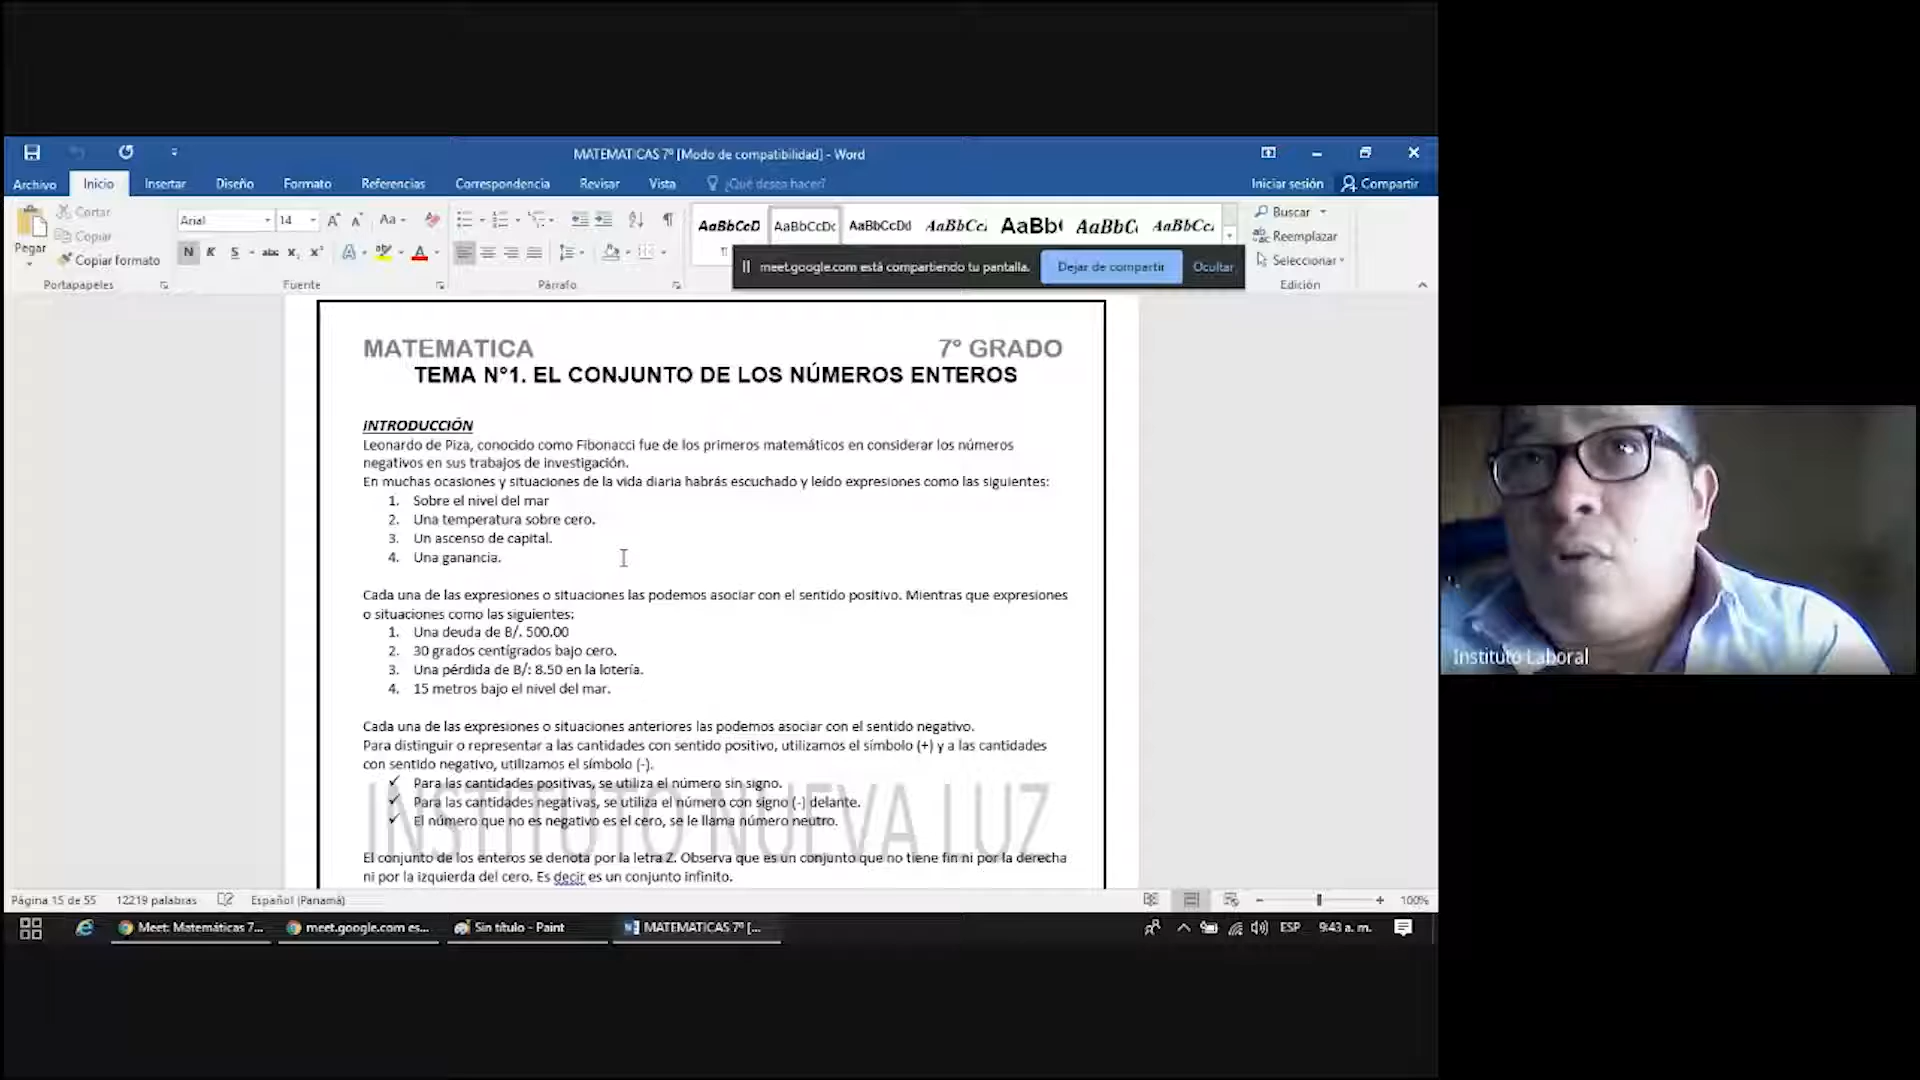 MATEMATICAS 7º [Modo de compatibilidad] - Word
Archivo Inicio Insertar Diseño Formato Referencias Correspondencia Revisar Vista ¿Qué desea hacer? Iniciar sesión Compartir
Pegar
Cortar
Copiar
Copiar formato
Portapapeles
Arial 14
Fuente
Párrafo
AaBbCcD AaBbCcDc AaBbCcDd AaBbCc AaBb( AaBbC AaBbCc
meet.google.com está compartiendo tu pantalla. Dejar de compartir Ocultar
Buscar
Reemplazar
Seleccionar
Edición
MATEMATICA 7º GRADO
TEMA N°1. EL CONJUNTO DE LOS NÚMEROS ENTEROS
INTRODUCCIÓN
Leonardo de Piza, conocido como Fibonacci fue de los primeros matemáticos en considerar los números
negativos en sus trabajos de investigación.
En muchas ocasiones y situaciones de la vida diaria habrás escuchado y leído expresiones como las siguientes:
1. Sobre el nivel del mar
2. Una temperatura sobre cero.
3. Un ascenso de capital.
4. Una ganancia.
Cada una de las expresiones o situaciones las podemos asociar con el sentido positivo. Mientras que expresiones
o situaciones como las siguientes:
1. Una deuda de B/. 500.00
2. 30 grados centígrados bajo cero.
3. Una pérdida de B/: 8.50 en la lotería.
4. 15 metros bajo el nivel del mar.
Cada una de las expresiones o situaciones anteriores las podemos asociar con el sentido negativo.
Para distinguir o representar a las cantidades con sentido positivo, utilizamos el símbolo (+) y a las cantidades
con sentido negativo, utilizamos el símbolo (-).
✓ Para las cantidades positivas, se utiliza el número sin signo.
✓ Para las cantidades negativas, se utiliza el número con signo (-) delante.
✓ El número que no es negativo es el cero, se le llama número neutro.
INSTITUTO NUEVA LUZ
El conjunto de los enteros se denota por la letra Z. Observa que es un conjunto que no tiene fin ni por la derecha
ni por la izquierda del cero. Es decir es un conjunto infinito.
Página 15 de 55 12219 palabras Español (Panamá) 100%
Meet: Matemáticas 7... meet.google.com es... Sin título - Paint MATEMATICAS 7º [... ESP 9:43 a. m.
Instituto Laboral